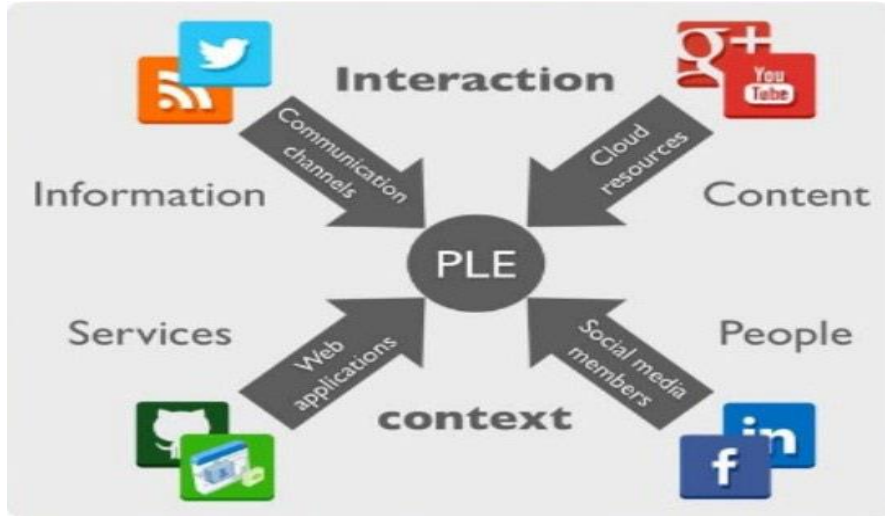 Interaction
g+
You
Tube
Communication
channels
Cloud
resources
Information
Content
PLE
Services
People
Web
applications
Social media
members
context
in
f